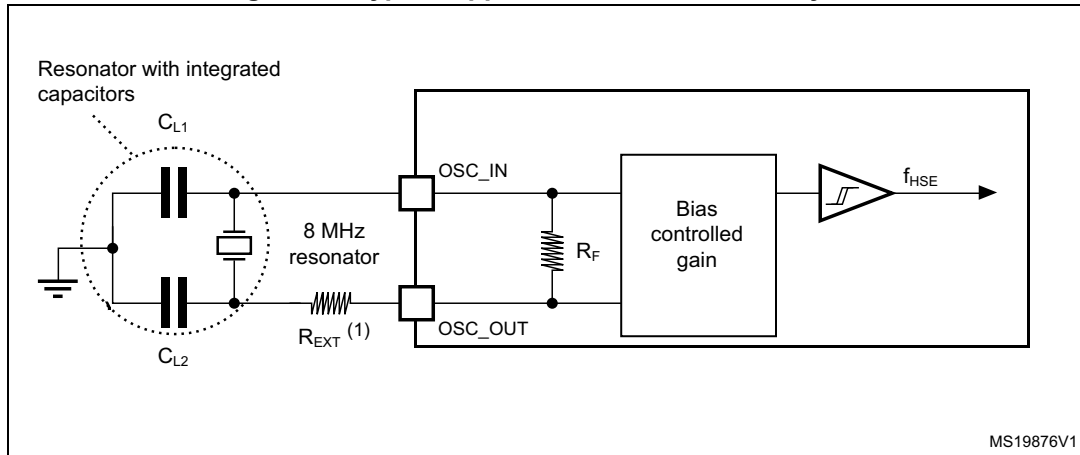 Resonator with integrated
capacitors
CL1
OSC_IN
fHSE
8 MHz
resonator
RF
Bias
controlled
gain
REXT (1)
OSC_OUT
CL2
MS19876V1